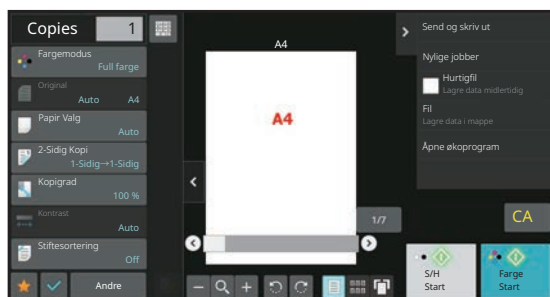 Copies 1
Fargemodus
Full farge
Original
Auto A4
Papir Valg
Auto
2-Sidig Kopi
1-Sidig→1-Sidig
Kopigrad
100 %
Kontrast
Auto
Stiftesortering
Off
Andre
A4
A4
1/7
Send og skriv ut
Nylige jobber
Hurtigfil
Lagre data midlertidig
Fil
Lagre data i mappe
Åpne økoprogram
CA
S/H
Start
Farge
Start